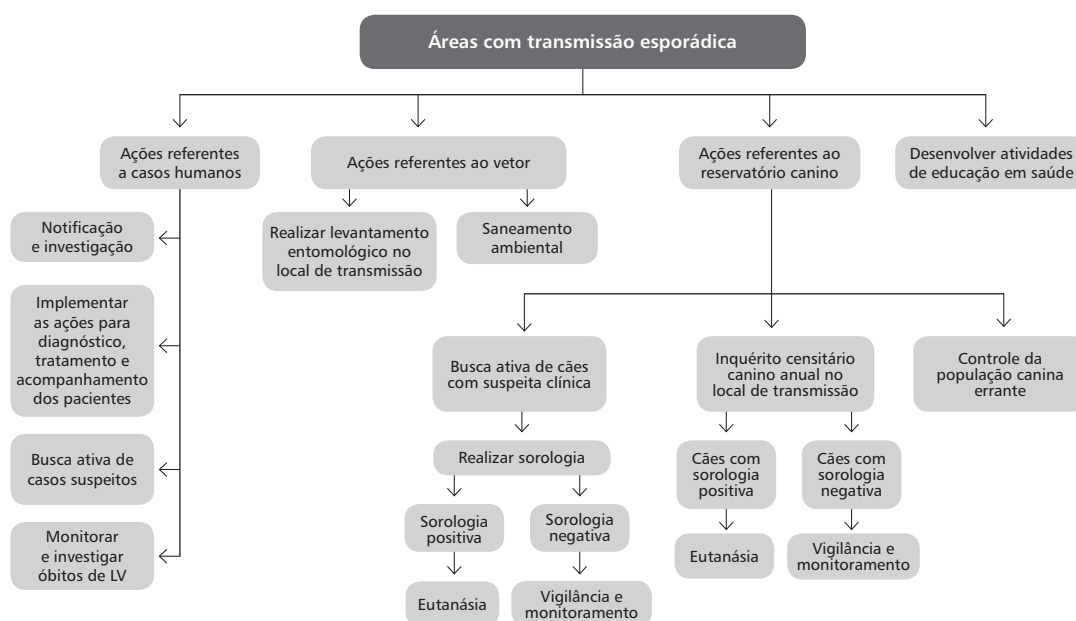 Áreas com transmissão esporádica
Ações referentes
a casos humanos
Notificação
e investigação
Implementar
as ações para
diagnóstico,
tratamento e
acompanhamento
dos pacientes
Busca ativa de
casos suspeitos
Monitorar
e investigar
óbitos de LV
Ações referentes ao vetor
Realizar levantamento
entomológico no
local de transmissão
Saneamento
ambiental
Ações referentes ao
reservatório canino
Busca ativa de cães
com suspeita clínica
Realizar sorologia
Sorologia
positiva
Eutanásia
Sorologia
negativa
Vigilância e
monitoramento
Inquérito censitário
canino anual no
local de transmissão
Cães com
sorologia
positiva
Eutanásia
Cães com
sorologia
negativa
Vigilância e
monitoramento
Controle da
população canina
errante
Desenvolver atividades
de educação em saúde